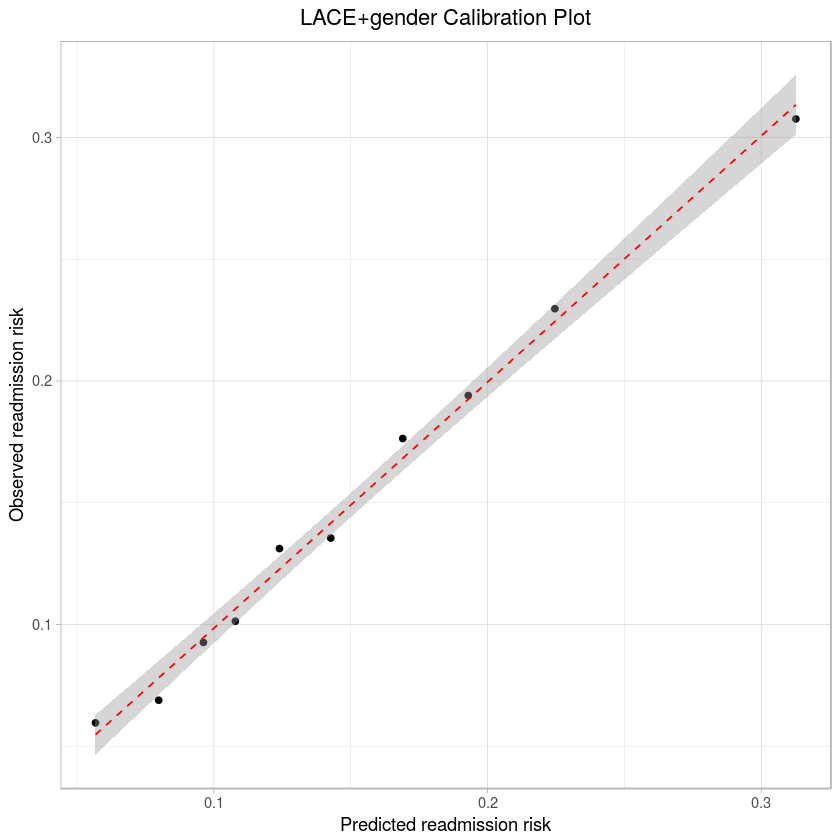 LACE+gender Calibration Plot
Observed readmission risk
0.3
0.2
0.1
0.1 0.2 0.3
Predicted readmission risk